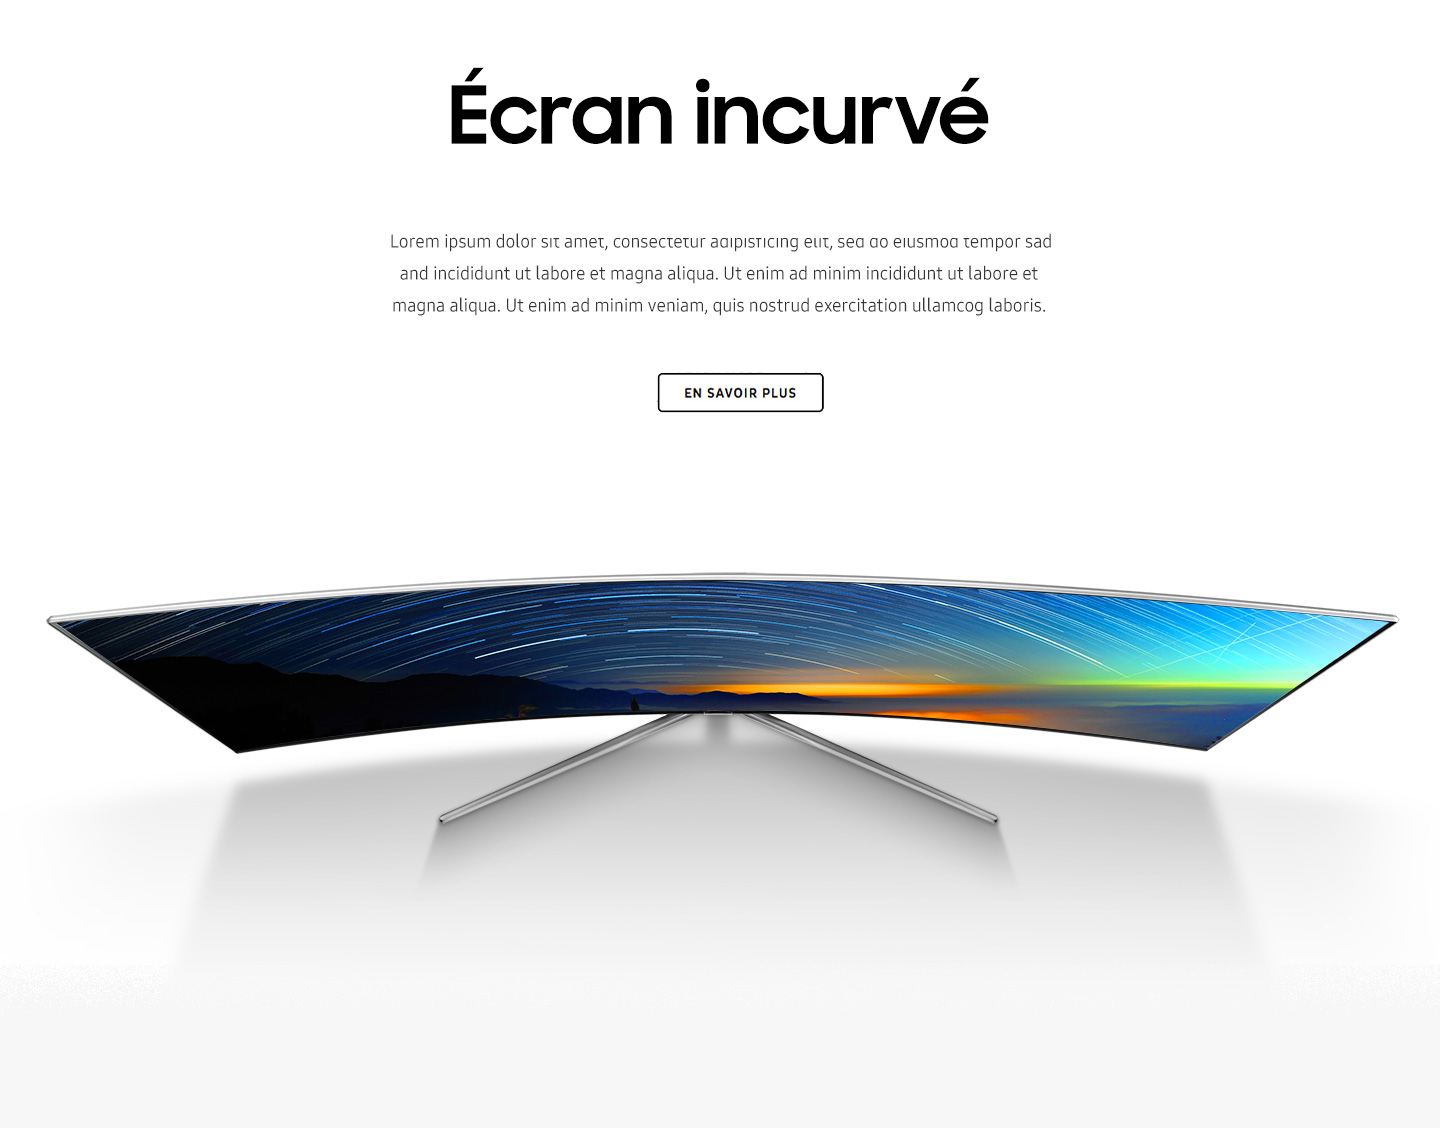 Écran incurvé
Lorem ipsum dolor sit amet, consectetur adipisticing elit, sed do eiusmod tempor sad
and incididunt ut labore et magna aliqua. Ut enim ad minim incididunt ut labore et
magna aliqua. Ut enim ad minim veniam, quis nostrud exercitation ullamcog laboris.
EN SAVOIR PLUS